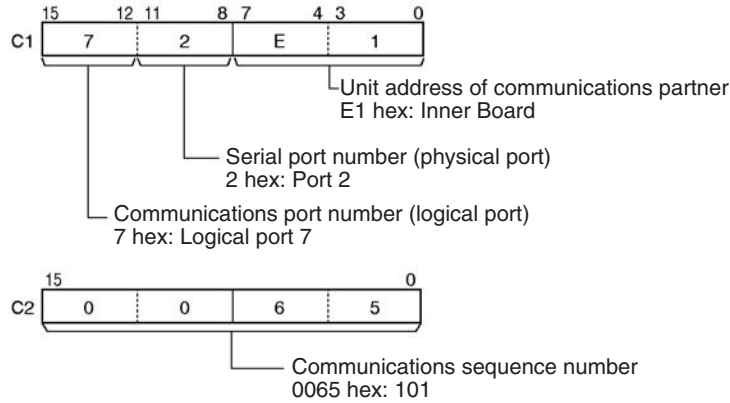 15 12 11 8 7 4 3 0
C1 7 2 E 1
Unit address of communications partner
E1 hex: Inner Board
Serial port number (physical port)
2 hex: Port 2
Communications port number (logical port)
7 hex: Logical port 7
15 0
C2 0 0 6 5
Communications sequence number
0065 hex: 101